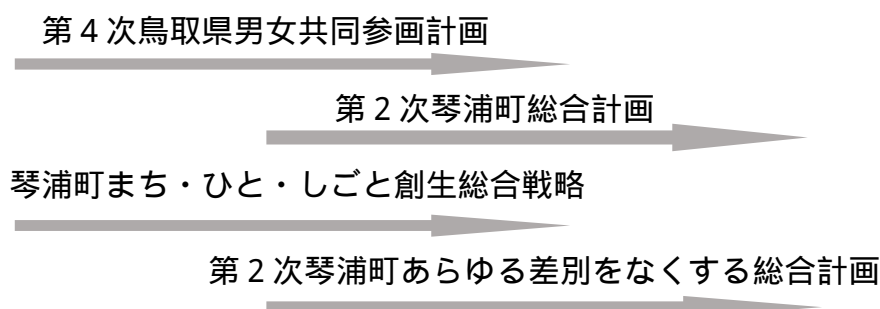 第４次鳥取県男女共同参画計画
第２次琴浦町総合計画
琴浦町まち・ひと・しごと創生総合戦略
第２次琴浦町あらゆる差別をなくする総合計画